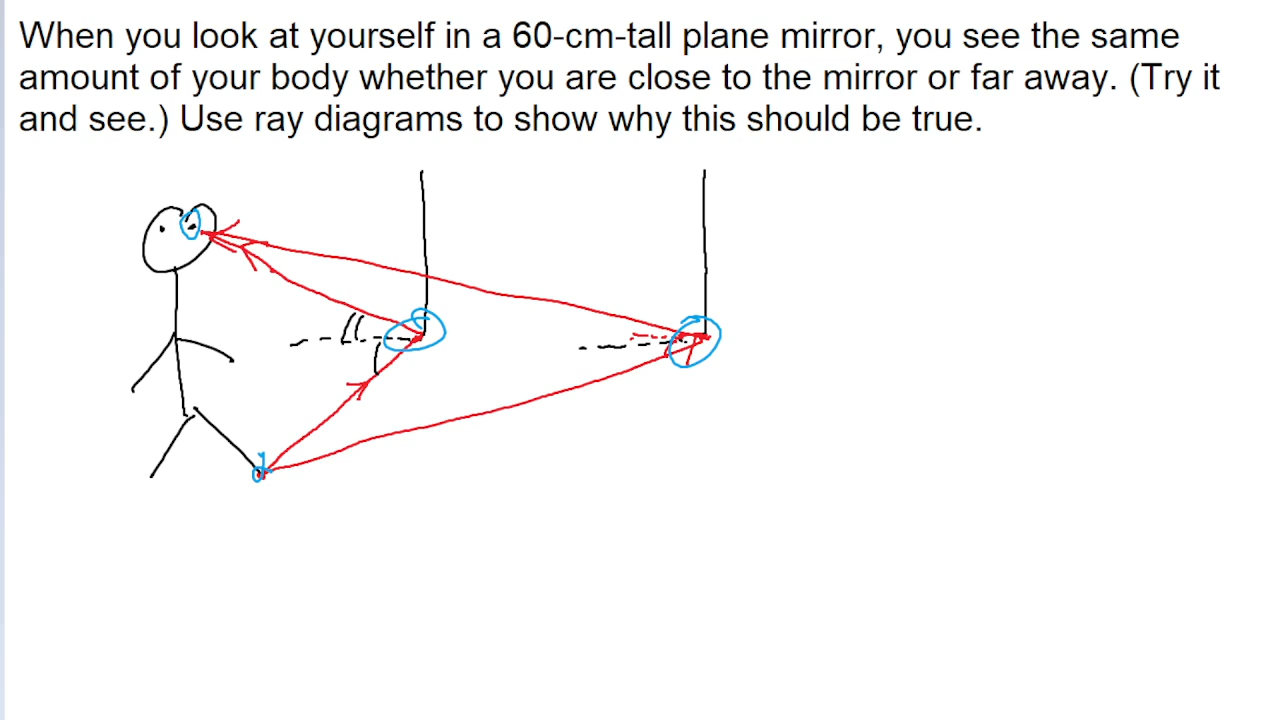 When you look at yourself in a 60-cm-tall plane mirror, you see the same
amount of your body whether you are close to the mirror or far away. (Try it
and see.) Use ray diagrams to show why this should be true.